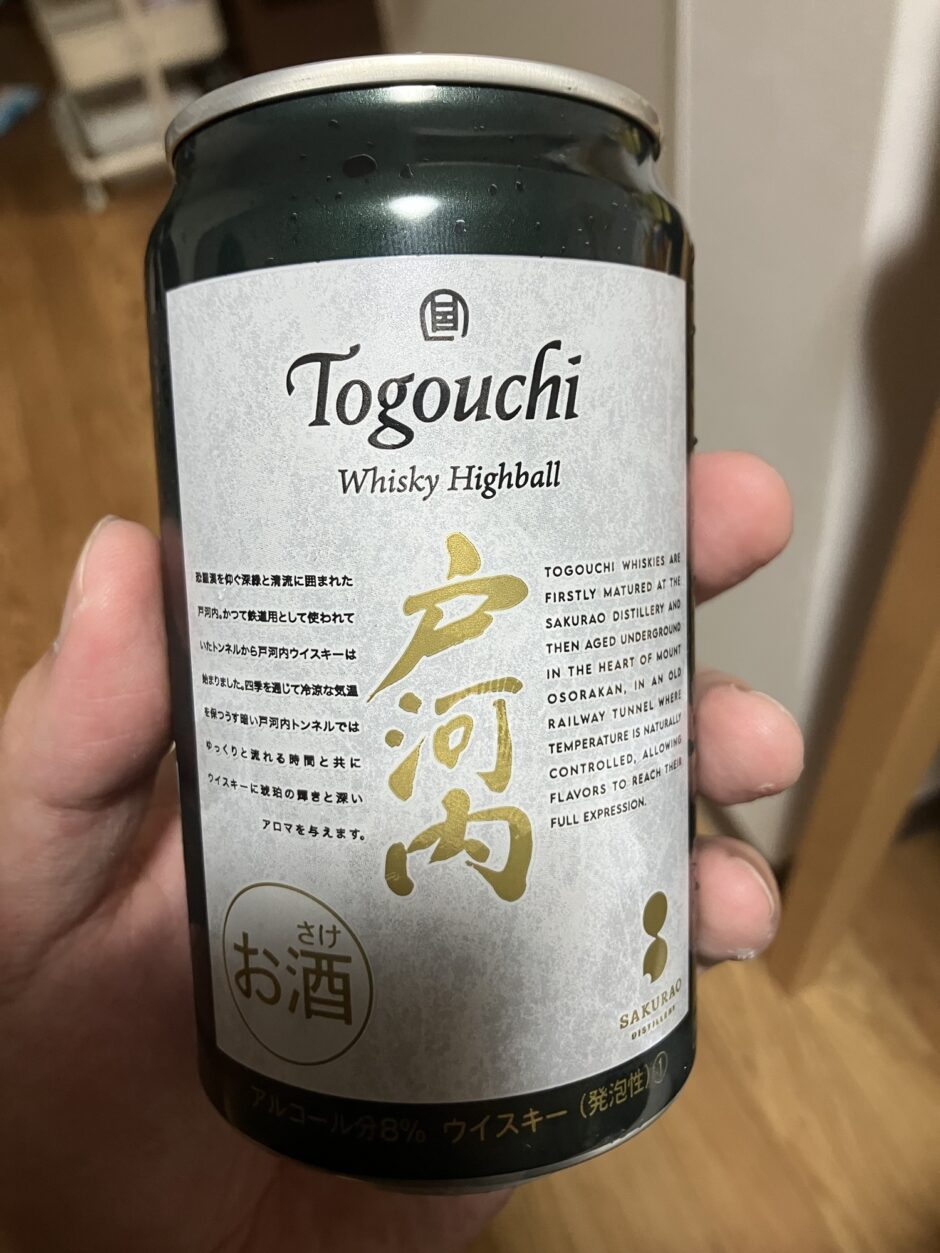 Togouchi
Whisky Highball
恐羅漢を仰ぐ深緑と清流に囲まれた
戸河内。かつて鉄道用として使われて
いたトンネルから戸河内ウイスキーは
始まりました。四季を通じて冷涼な気温
を保つうす暗い戸河内トンネルでは
ゆっくりと流れる時間と共に
ウイスキーに琥珀の輝きと深い
アロマを与えます。
戸河内
TOGOUCHI WHISKIES ARE
FIRSTLY MATURED AT THE
SAKURAO DISTILLERY AND
THEN AGED UNDERGROUND
IN THE HEART OF MOUNT
OSORAKAN, IN AN OLD
RAILWAY TUNNEL WHERE
TEMPERATURE IS NATURALLY
CONTROLLED, ALLOWING
FLAVORS TO REACH THEIR
FULL EXPRESSION.
さけ
お酒
SAKURAO
DISTILLERY
アルコール分8% ウイスキー(発泡性)①